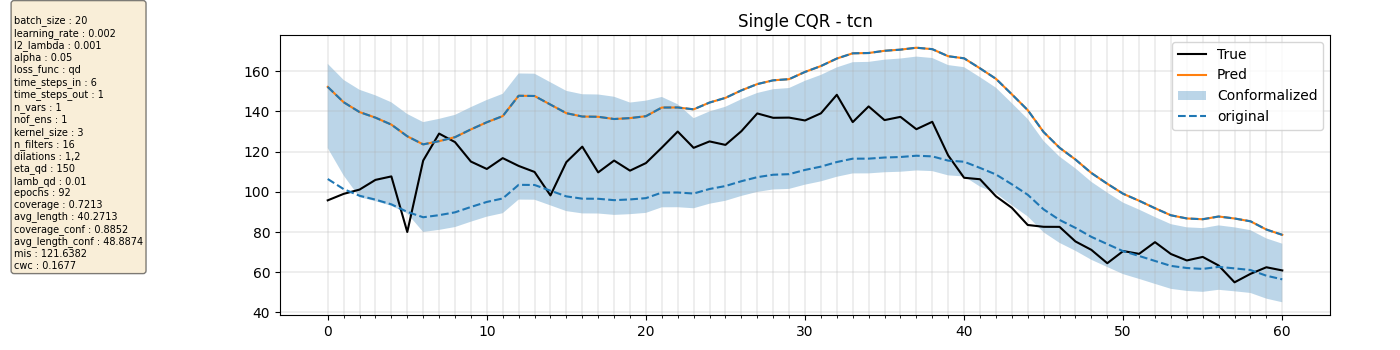 Single CQR - tcn
batch_size : 20
learning_rate : 0.002
l2_lambda : 0.001
alpha : 0.05
loss_func : qd
time_steps_in : 6
time_steps_out : 1
n_vars : 1
nof_ens : 1
kernel_size : 3
n_filters : 16
dilations : 1,2
eta_qd : 150
lamb_qd : 0.01
epochs : 92
coverage : 0.7213
avg_length : 40.2713
coverage_conf : 0.8852
avg_length_conf : 48.8874
mis : 121.6382
cwc : 0.1677
160
140
120
100
80
60
40
True
Pred
Conformalized
original
0 10 20 30 40 50 60